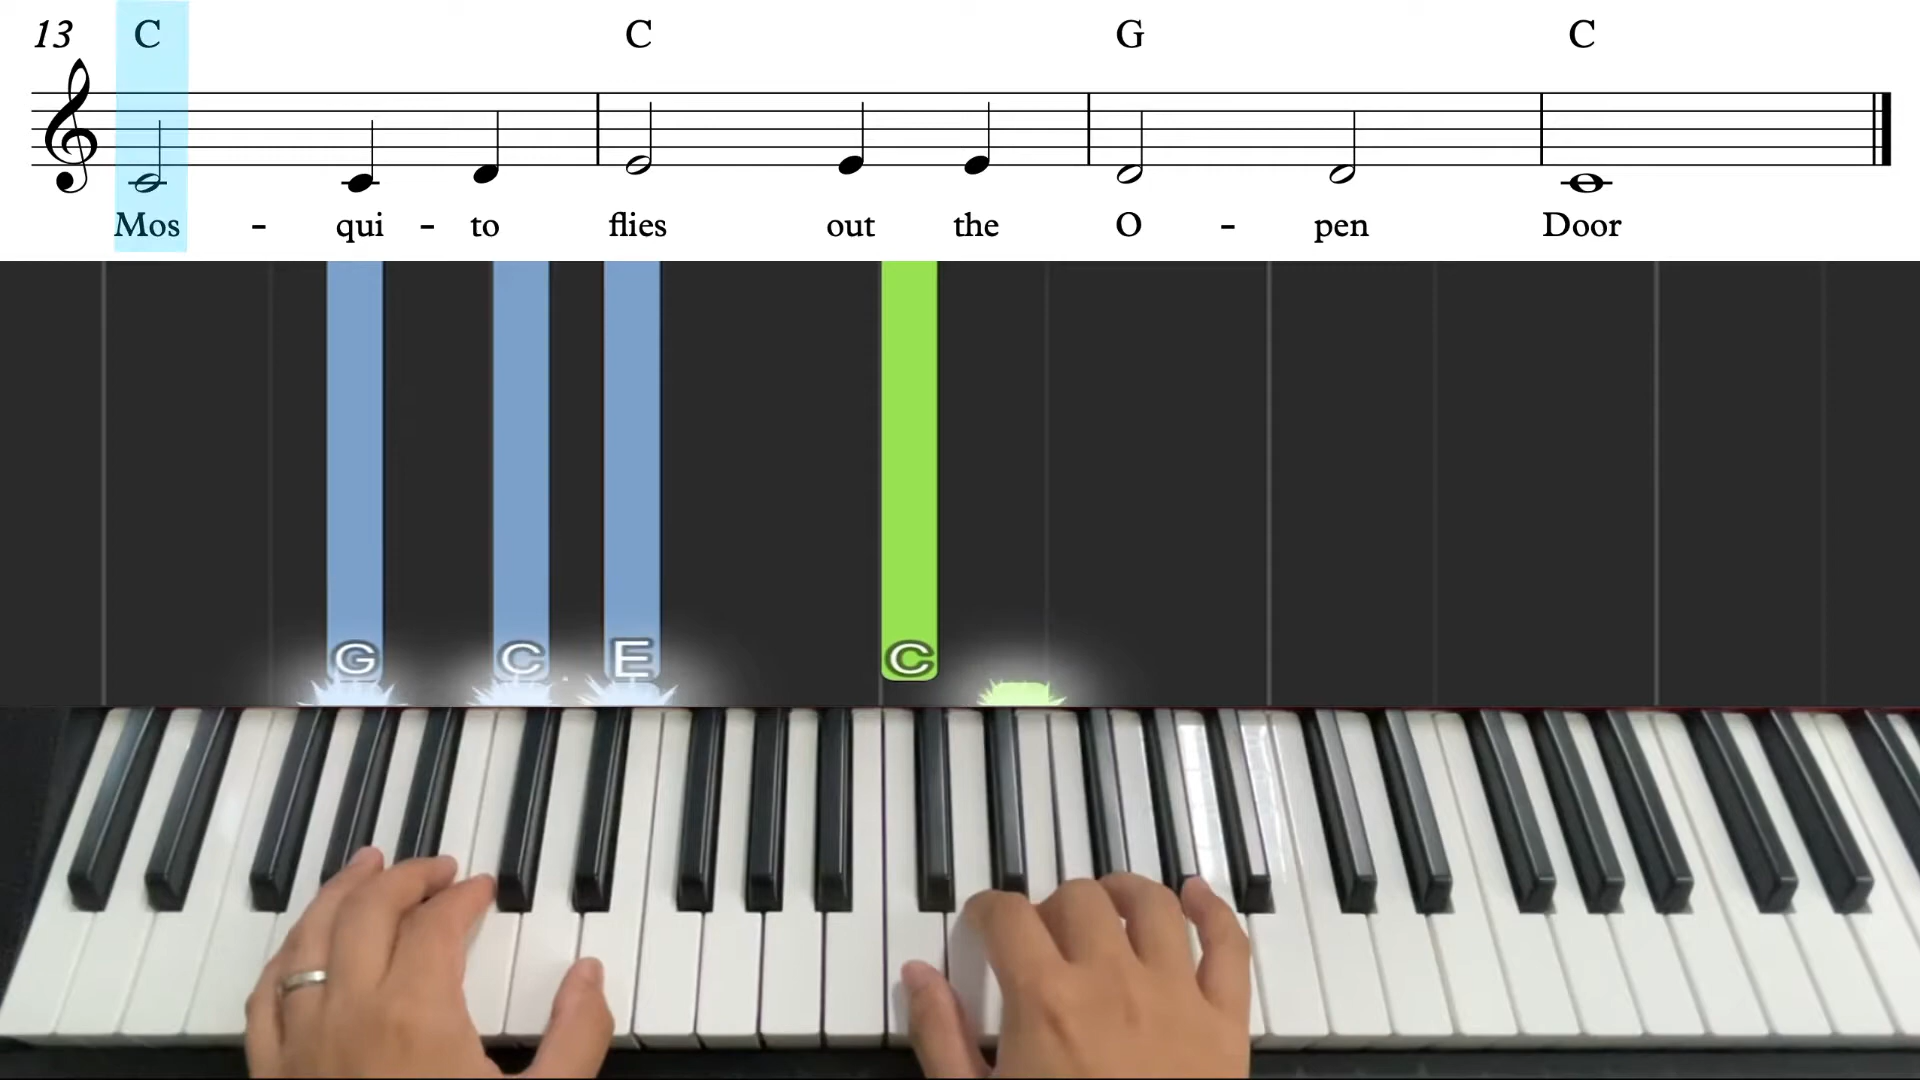 13 C C G C
Mos - qui - to flies out the O - pen Door
G C E C